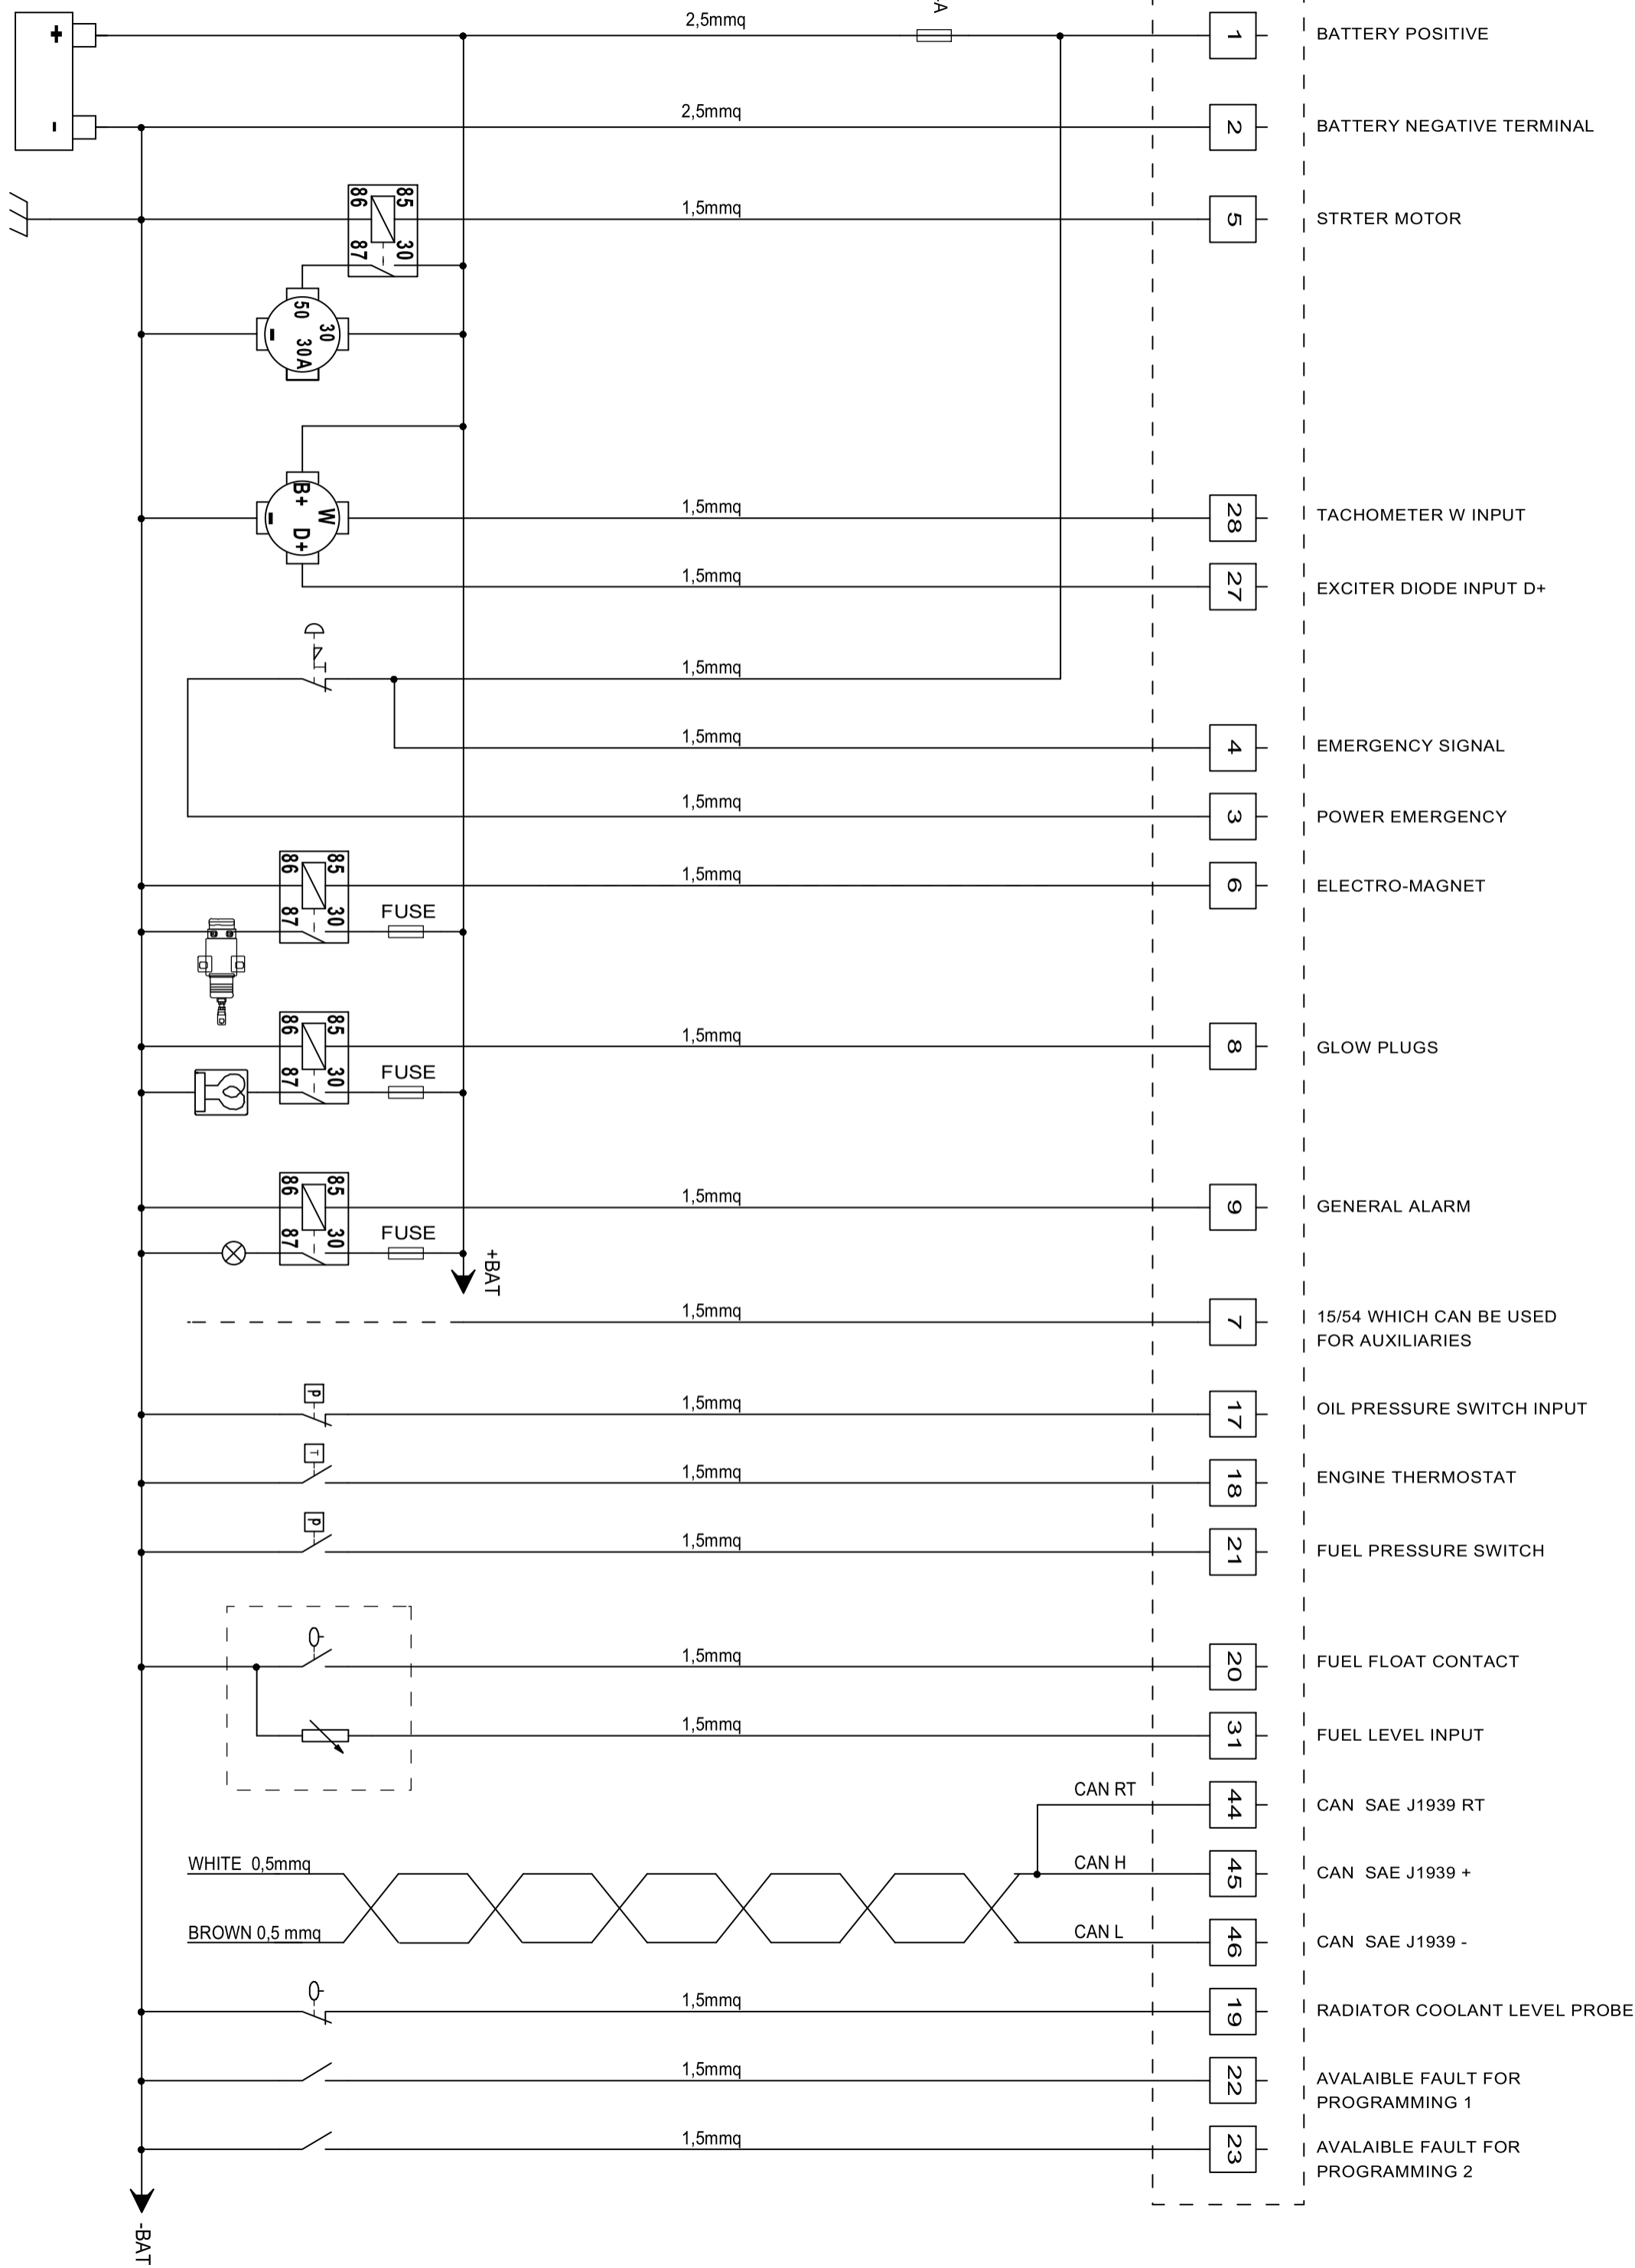 A
+ 2,5mmq 1 BATTERY POSITIVE
- 2,5mmq 2 BATTERY NEGATIVE TERMINAL
86 85
1,5mmq 5 STRTER MOTOR
87 30
50
30
-
30A
B+
- W 1,5mmq 28 TACHOMETER W INPUT
D+
1,5mmq 27 EXCITER DIODE INPUT D+
1,5mmq
1,5mmq 4 EMERGENCY SIGNAL
1,5mmq 3 POWER EMERGENCY
86 85
1,5mmq 6 ELECTRO-MAGNET
87 30 FUSE
86 85
1,5mmq 8 GLOW PLUGS
87 30 FUSE
86 85
1,5mmq 9 GENERAL ALARM
87 30 FUSE
+BAT
1,5mmq 7 15/54 WHICH CAN BE USED
FOR AUXILIARIES
P
1,5mmq 17 OIL PRESSURE SWITCH INPUT
T
1,5mmq 18 ENGINE THERMOSTAT
P
1,5mmq 21 FUEL PRESSURE SWITCH
1,5mmq 20 FUEL FLOAT CONTACT
1,5mmq 31 FUEL LEVEL INPUT
CAN RT 44 CAN SAE J1939 RT
WHITE 0,5mmq CAN H 45 CAN SAE J1939 +
BROWN 0,5 mmq CAN L 46 CAN SAE J1939 -
1,5mmq 19 RADIATOR COOLANT LEVEL PROBE
1,5mmq 22 AVALAIBLE FAULT FOR
PROGRAMMING 1
1,5mmq 23 AVALAIBLE FAULT FOR
PROGRAMMING 2
-BAT